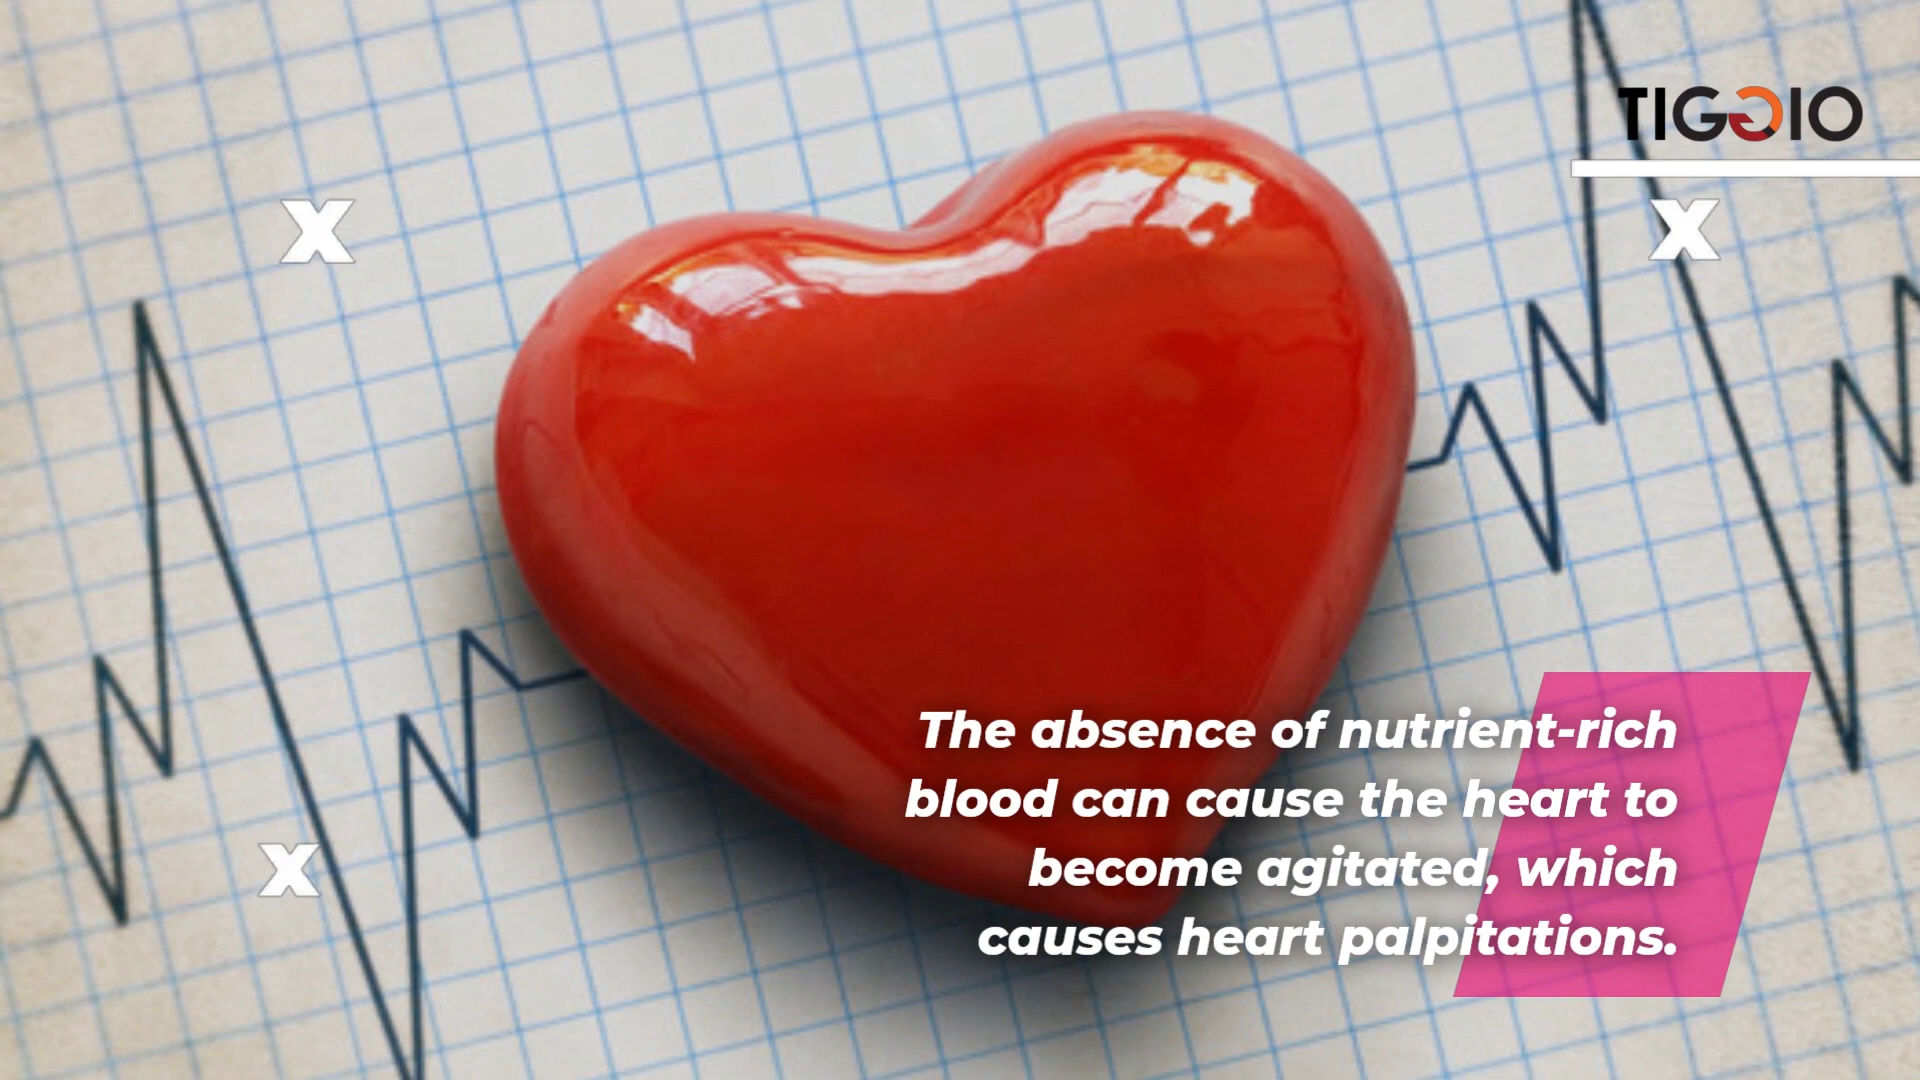 TIGGIO
X
X
The absence of nutrient-rich
blood can cause the heart to
become agitated, which
causes heart palpitations.
X